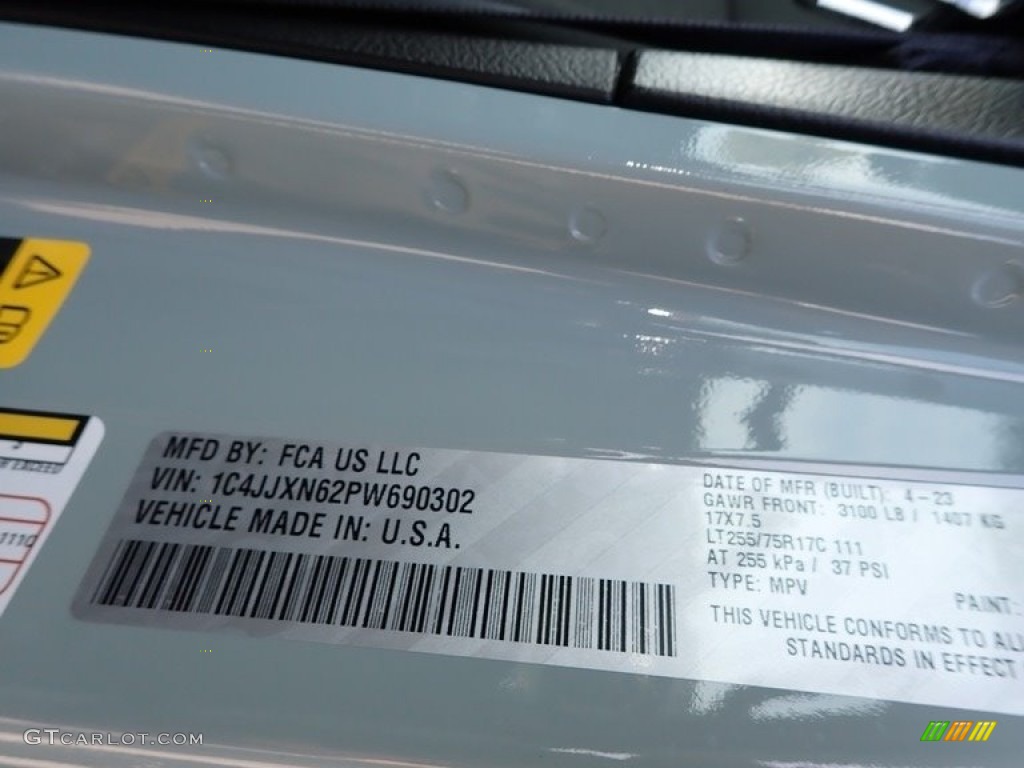 MFD BY: FCA US LLC
VIN: 1C4JJXN62PW690302
VEHICLE MADE IN: U.S.A.
DATE OF MFR (BUILT): 4-23
GAWR FRONT: 3100 LB / 1407 KG
17X7.5
LT255/75R17C 111
AT 255 kPa / 37 PSI
TYPE: MPV
PAINT:
THIS VEHICLE CONFORMS TO
STANDARDS IN EFFECT
EXCEED
GTCARLOT.COM